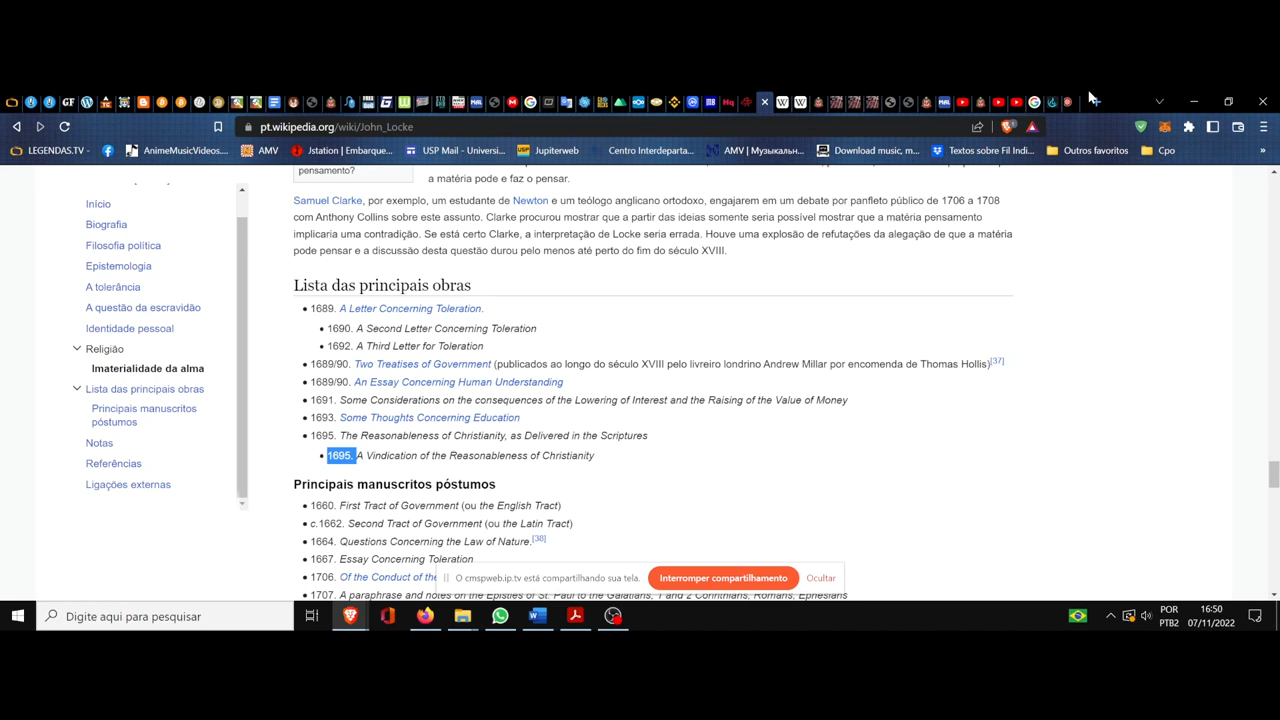 pt.wikipedia.org/wiki/John_Locke
LEGENDAS.TV
AnimeMusicVideos...
AMV
Jstation | Embarque...
USP Mail - Universi...
Jupiterweb
Centro Interdeparta...
AMV | Музыкальн...
Download music, m...
Textos sobre Fil Indi...
Outros favoritos
Cpo
»
Início
Biografia
Filosofia política
Epistemologia
A tolerância
A questão da escravidão
Identidade pessoal
Religião
Imaterialidade da alma
Lista das principais obras
Principais manuscritos
póstumos
Notas
Referências
Ligações externas
pensamento?
a matéria pode e faz o pensar.
Samuel Clarke, por exemplo, um estudante de Newton e um teólogo anglicano ortodoxo, engajarem em um debate por panfleto público de 1706 a 1708
com Anthony Collins sobre este assunto. Clarke procurou mostrar que a partir das ideias somente seria possível mostrar que a matéria pensamento
implicaria uma contradição. Se está certo Clarke, a interpretação de Locke seria errada. Houve uma explosão de refutações da alegação de que a matéria
pode pensar e a discussão desta questão durou pelo menos até perto do fim do século XVIII.
Lista das principais obras
• 1689. A Letter Concerning Toleration.
• 1690. A Second Letter Concerning Toleration
• 1692. A Third Letter for Toleration
• 1689/90. Two Treatises of Government (publicados ao longo do século XVIII pelo livreiro londrino Andrew Millar por encomenda de Thomas Hollis)[37]
• 1689/90. An Essay Concerning Human Understanding
• 1691. Some Considerations on the consequences of the Lowering of Interest and the Raising of the Value of Money
• 1693. Some Thoughts Concerning Education
• 1695. The Reasonableness of Christianity, as Delivered in the Scriptures
• 1695. A Vindication of the Reasonableness of Christianity
Principais manuscritos póstumos
• 1660. First Tract of Government (ou the English Tract)
• c.1662. Second Tract of Government (ou the Latin Tract)
• 1664. Questions Concerning the Law of Nature.[38]
• 1667. Essay Concerning Toleration
• 1706. Of the Conduct of the
• 1707. A paraphrase and notes on the Epistles of St. Paul to the Galatians, 1 and 2 Corinthians, Romans, Ephesians
O cmspweb.ip.tv está compartilhando sua tela.
Interromper compartilhamento
Ocultar
Digite aqui para pesquisar
POR
PTB2
16:50
07/11/2022